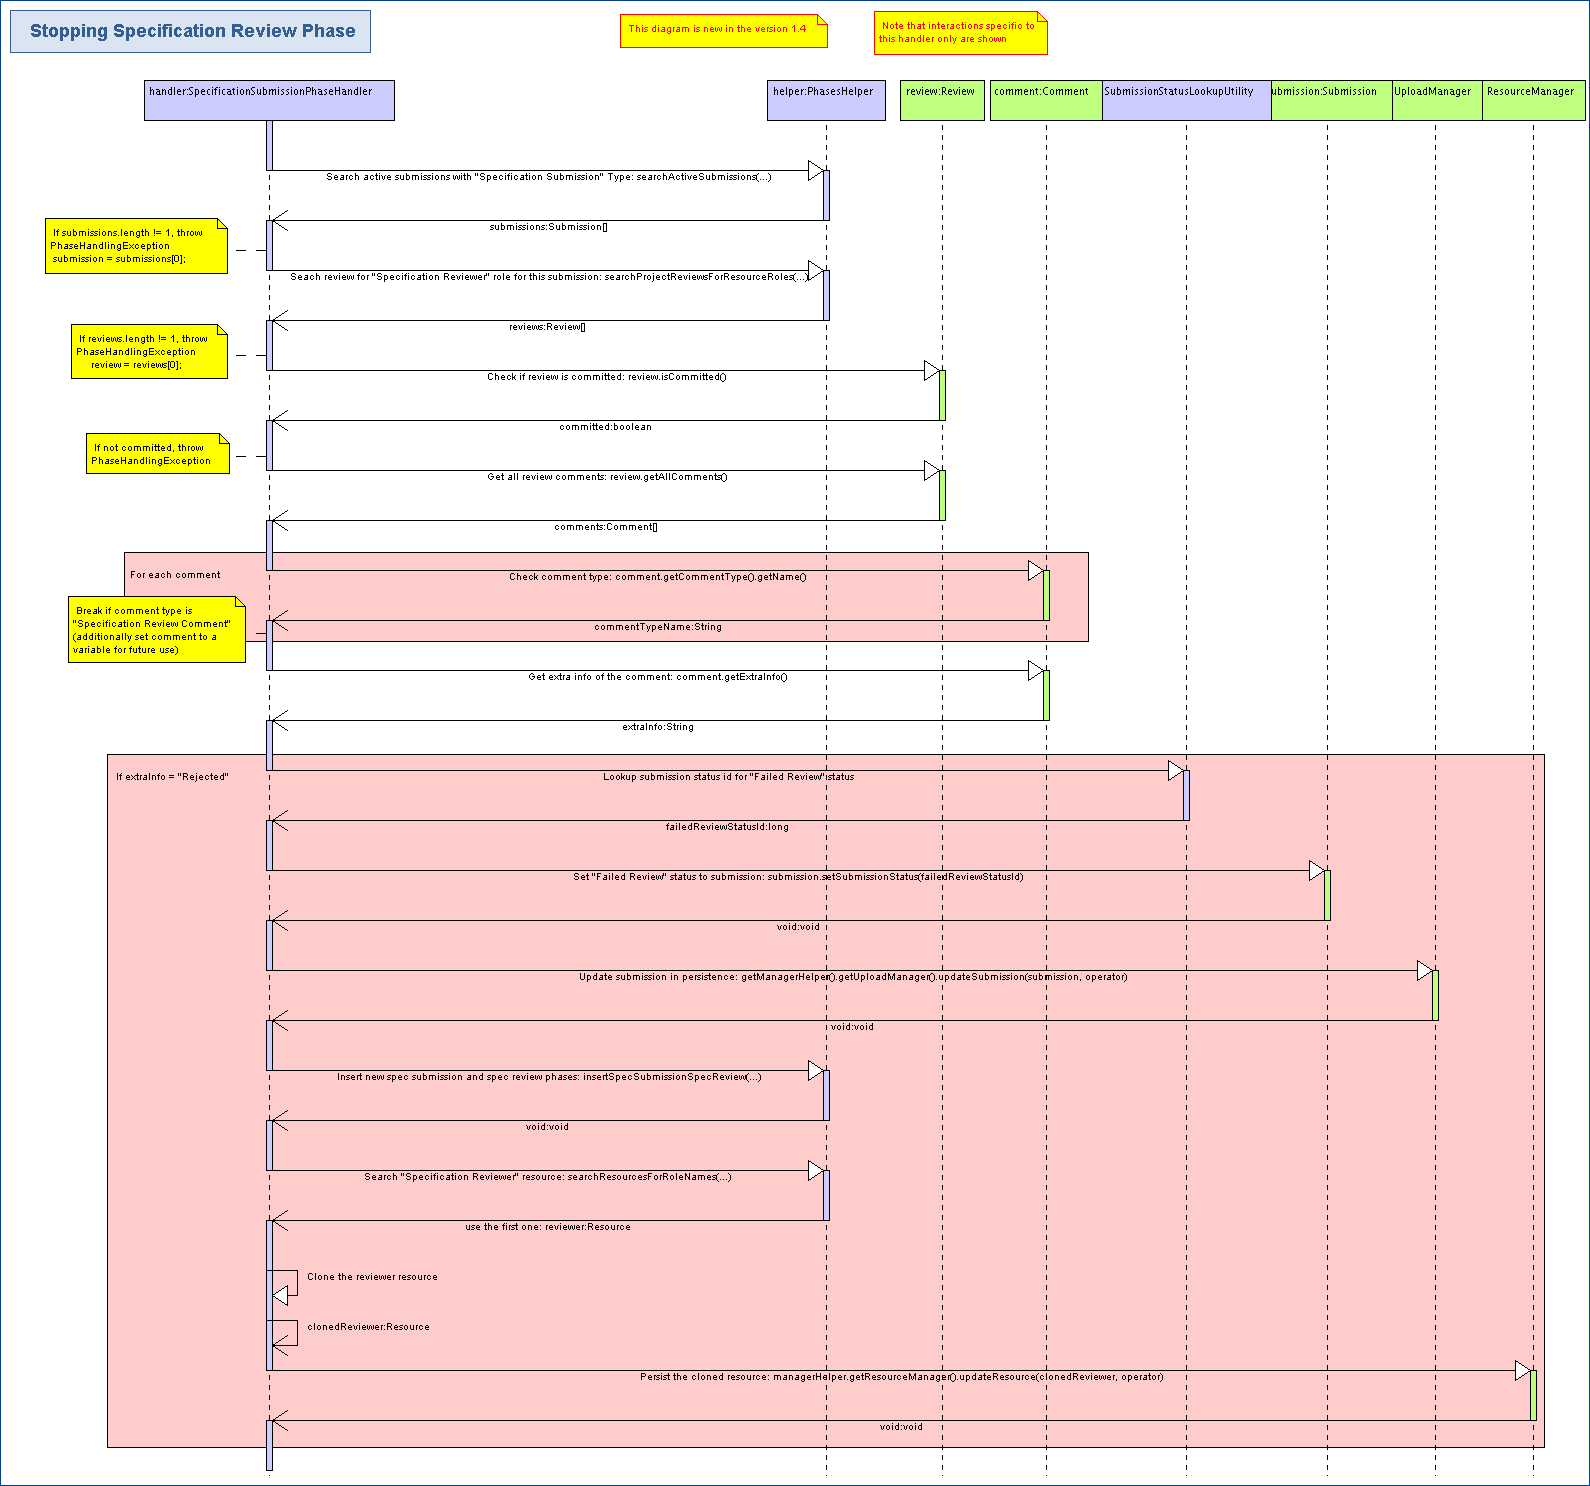 Stopping Specification Review Phase
This diagram is new in the version 1.4
Note that interactions specific to
this handler only are shown
handler:SpecificationSubmissionPhaseHandler
helper:PhasesHelper
review:Review
comment:Comment
SubmissionStatusLookupUtility
ubmission:Submission
UploadManager
ResourceManager
Search active submissions with "Specification Submission" Type: searchActiveSubmissions(...)
submissions:Submission[]
If submissions.length != 1, throw
PhaseHandlingException
submission = submissions[0];
Seach review for "Specification Reviewer" role for this submission: searchProjectReviewsForResourceRoles(...)
reviews:Review[]
If reviews.length != 1, throw
PhaseHandlingException
review = reviews[0];
Check if review is committed: review.isCommitted()
committed:boolean
If not committed, throw
PhaseHandlingException
Get all review comments: review.getAllComments()
comments:Comment[]
For each comment
Check comment type: comment.getCommentType().getName()
commentTypeName:String
Break if comment type is
"Specification Review Comment"
(additionally set comment to a
variable for future use)
Get extra info of the comment: comment.getExtraInfo()
extraInfo:String
If extraInfo = "Rejected"
Lookup submission status id for "Failed Review" status
failedReviewStatusId:long
Set "Failed Review" status to submission: submission.setSubmissionStatus(failedReviewStatusId)
void:void
Update submission in persistence: getManagerHelper().getUploadManager().updateSubmission(submission, operator)
void:void
Insert new spec submission and spec review phases: insertSpecSubmissionSpecReview(...)
void:void
Search "Specification Reviewer" resource: searchResourcesForRoleNames(...)
use the first one: reviewer:Resource
Clone the reviewer resource
clonedReviewer:Resource
Persist the cloned resource: managerHelper.getResourceManager().updateResource(clonedReviewer, operator)
void:void